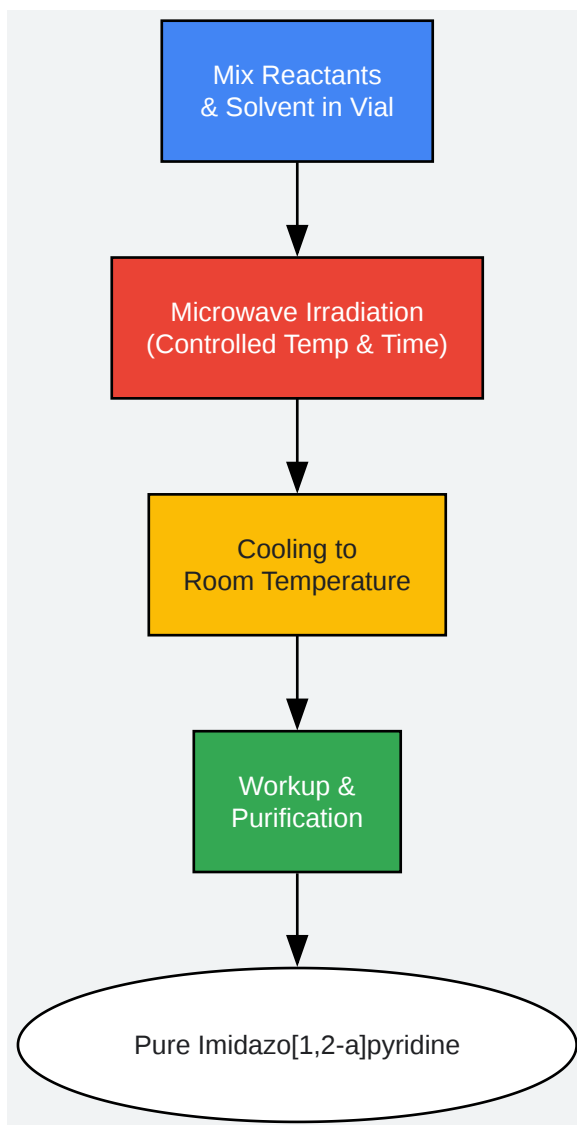 Mix Reactants
& Solvent in Vial
Microwave Irradiation
(Controlled Temp & Time)
Cooling to
Room Temperature
Workup &
Purification
Pure Imidazo[1,2-a]pyridine